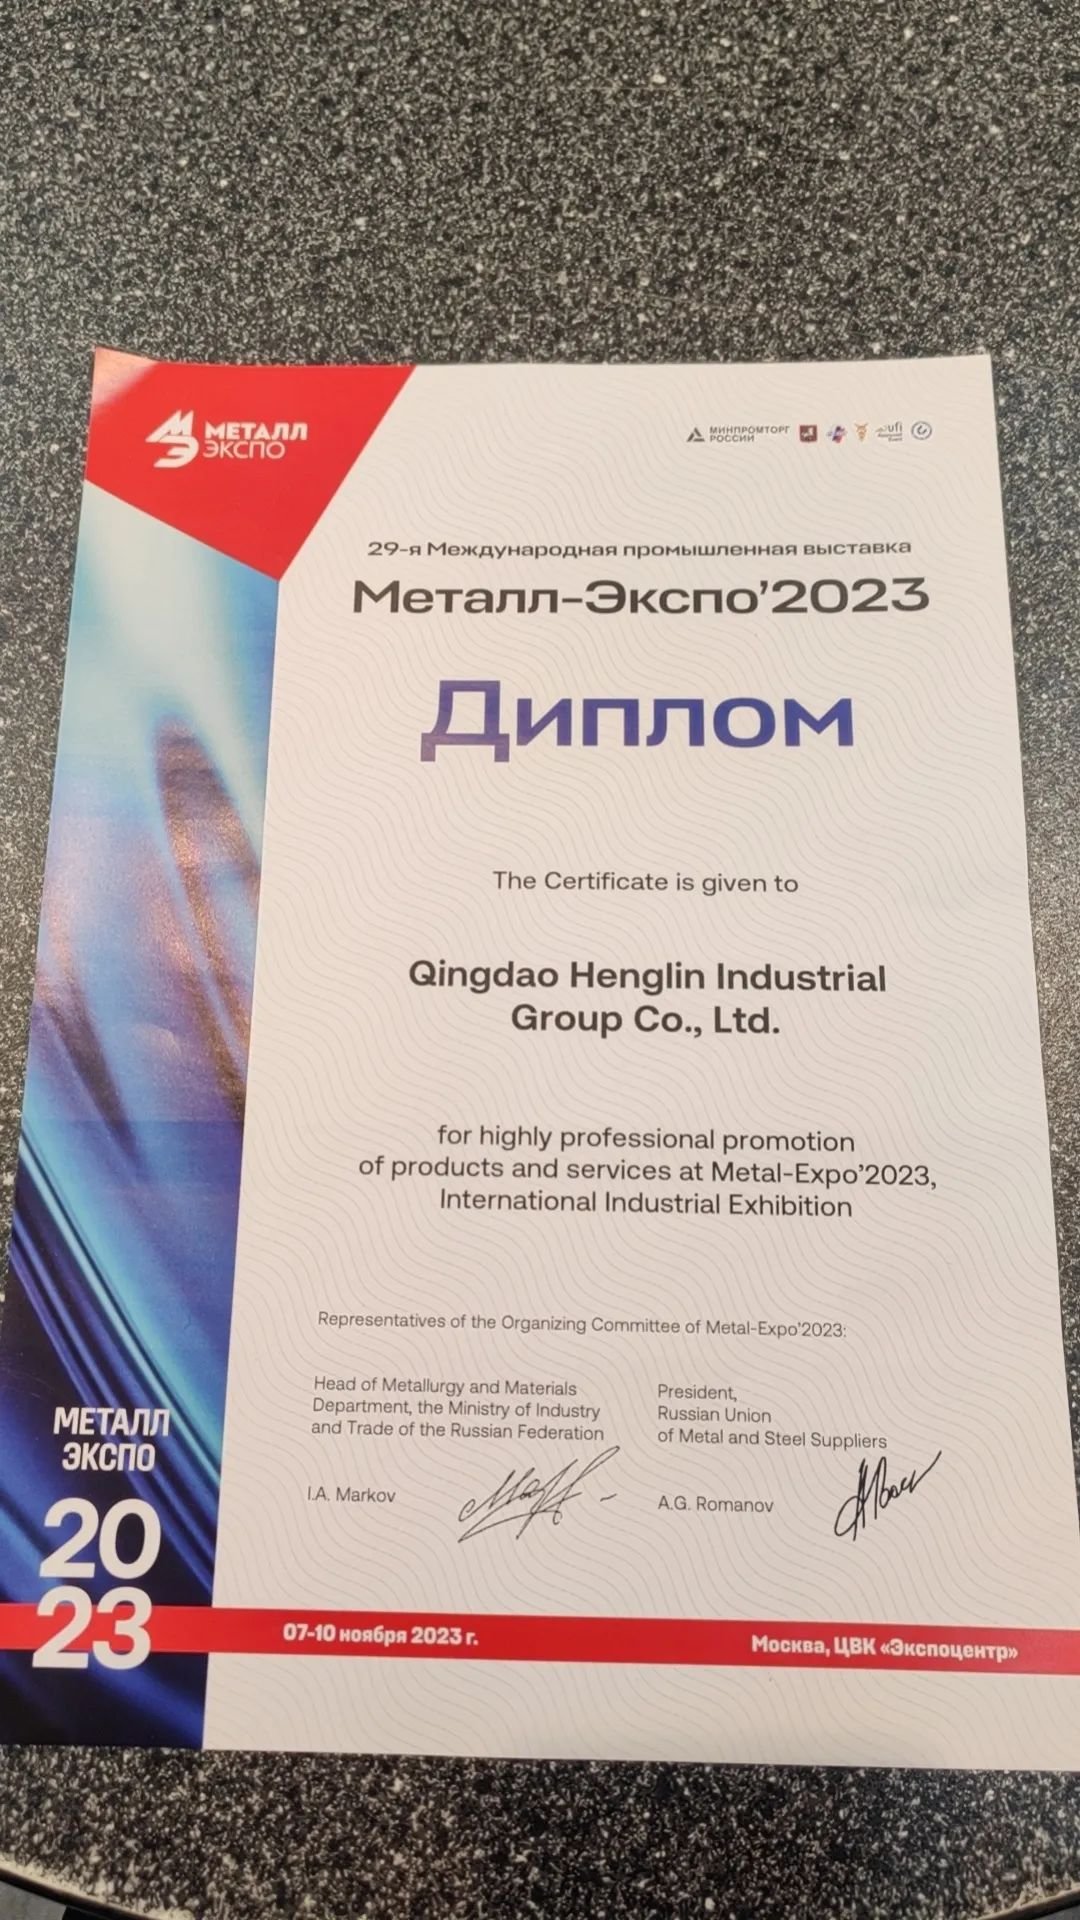 МЕТАЛЛ
ЭКСПО
МИНПРОМТОРГ
РОССИИ
ufi
29-я Международная промышленная выставка
Металл-Экспо’2023
Диплом
The Certificate is given to
Qingdao Henglin Industrial
Group Co., Ltd.
for highly professional promotion
of products and services at Metal-Expo’2023,
International Industrial Exhibition
Representatives of the Organizing Committee of Metal-Expo’2023:
Head of Metallurgy and Materials
Department, the Ministry of Industry
and Trade of the Russian Federation
I.A. Markov
President,
Russian Union
of Metal and Steel Suppliers
A.G. Romanov
МЕТАЛЛ
ЭКСПО
20
23
07-10 ноября 2023 г.
Москва, ЦВК «Экспоцентр»